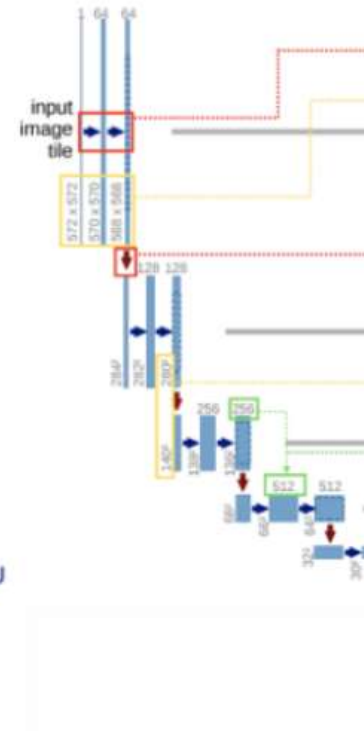 1 64 64
input
image
tile
572 x 572
570 x 570
568 x 568
128 128
284²
282²
280²
256 256
140²
138²
136²
512 512
68²
66²
64²
32²
30²
U